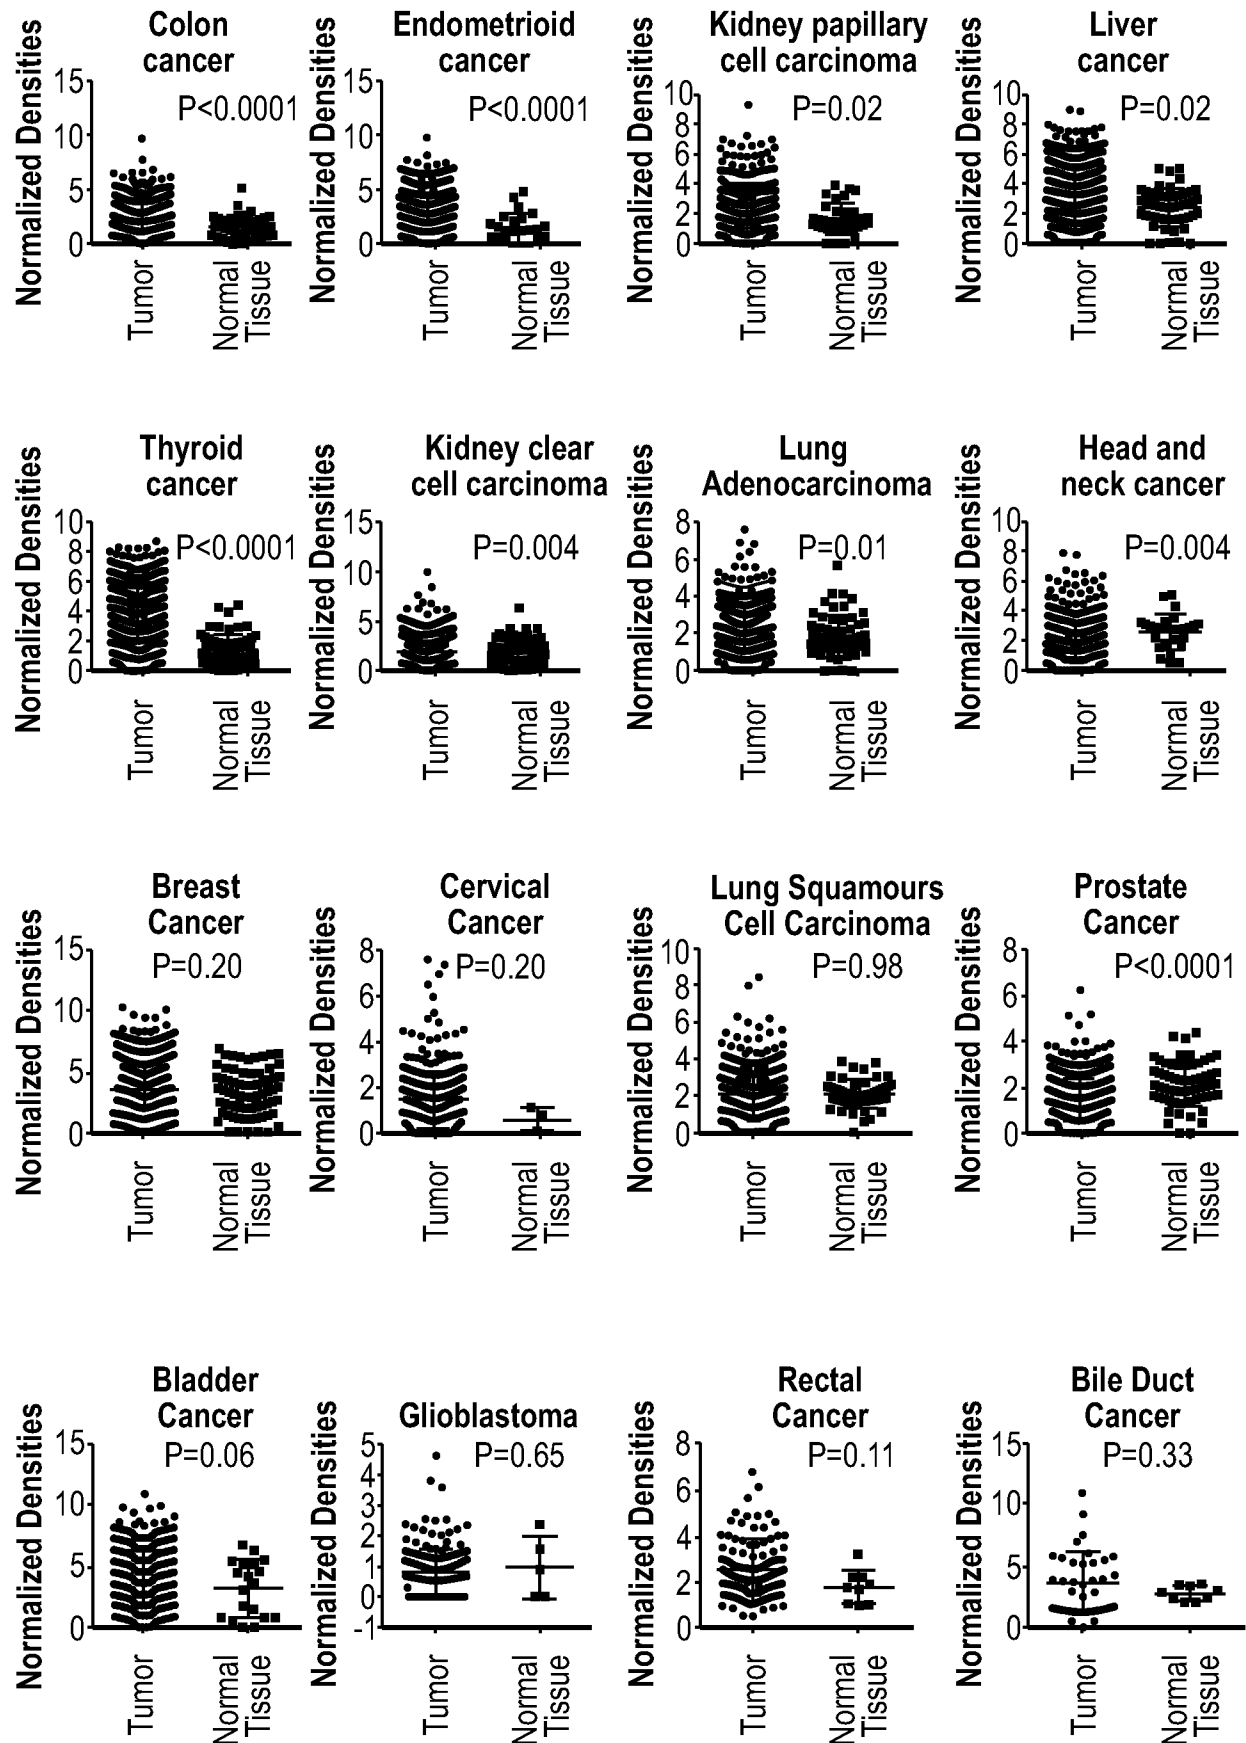 Colon
cancer
Normalized Densities
15
10
5
0
P<0.0001
Tumor
Normal
Tissue
Endometrioid
cancer
Normalized Densities
15
10
5
0
P<0.0001
Tumor
Normal
Tissue
Kidney papillary
cell carcinoma
Normalized Densities
10
8
6
4
2
0
P=0.02
Tumor
Normal
Tissue
Liver
cancer
Normalized Densities
10
8
6
4
2
0
P=0.02
Tumor
Normal
Tissue
Thyroid
cancer
Normalized Densities
10
8
6
4
2
0
P<0.0001
Tumor
Normal
Tissue
Kidney clear
cell carcinoma
Normalized Densities
15
10
5
0
P=0.004
Tumor
Normal
Tissue
Lung
Adenocarcinoma
Normalized Densities
8
6
4
2
0
P=0.01
Tumor
Normal
Tissue
Head and
neck cancer
Normalized Densities
10
8
6
4
2
0
P=0.004
Tumor
Normal
Tissue
Breast
Cancer
Normalized Densities
15
10
5
0
P=0.20
Tumor
Normal
Tissue
Cervical
Cancer
Normalized Densities
8
6
4
2
0
P=0.20
Tumor
Normal
Tissue
Lung Squamours
Cell Carcinoma
Normalized Densities
10
8
6
4
2
0
P=0.98
Tumor
Normal
Tissue
Prostate
Cancer
Normalized Densities
8
6
4
2
0
P<0.0001
Tumor
Normal
Tissue
Bladder
Cancer
Normalized Densities
15
10
5
0
P=0.06
Tumor
Normal
Tissue
Glioblastoma
Normalized Densities
5
4
3
2
1
0
-1
P=0.65
Tumor
Normal
Tissue
Rectal
Cancer
Normalized Densities
8
6
4
2
0
P=0.11
Tumor
Normal
Tissue
Bile Duct
Cancer
Normalized Densities
15
10
5
0
P=0.33
Tumor
Normal
Tissue